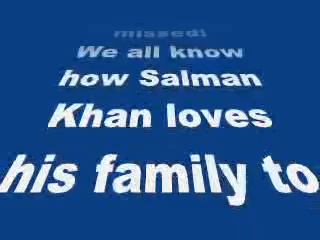 missed!
We all know
how Salman
Khan loves
his family to